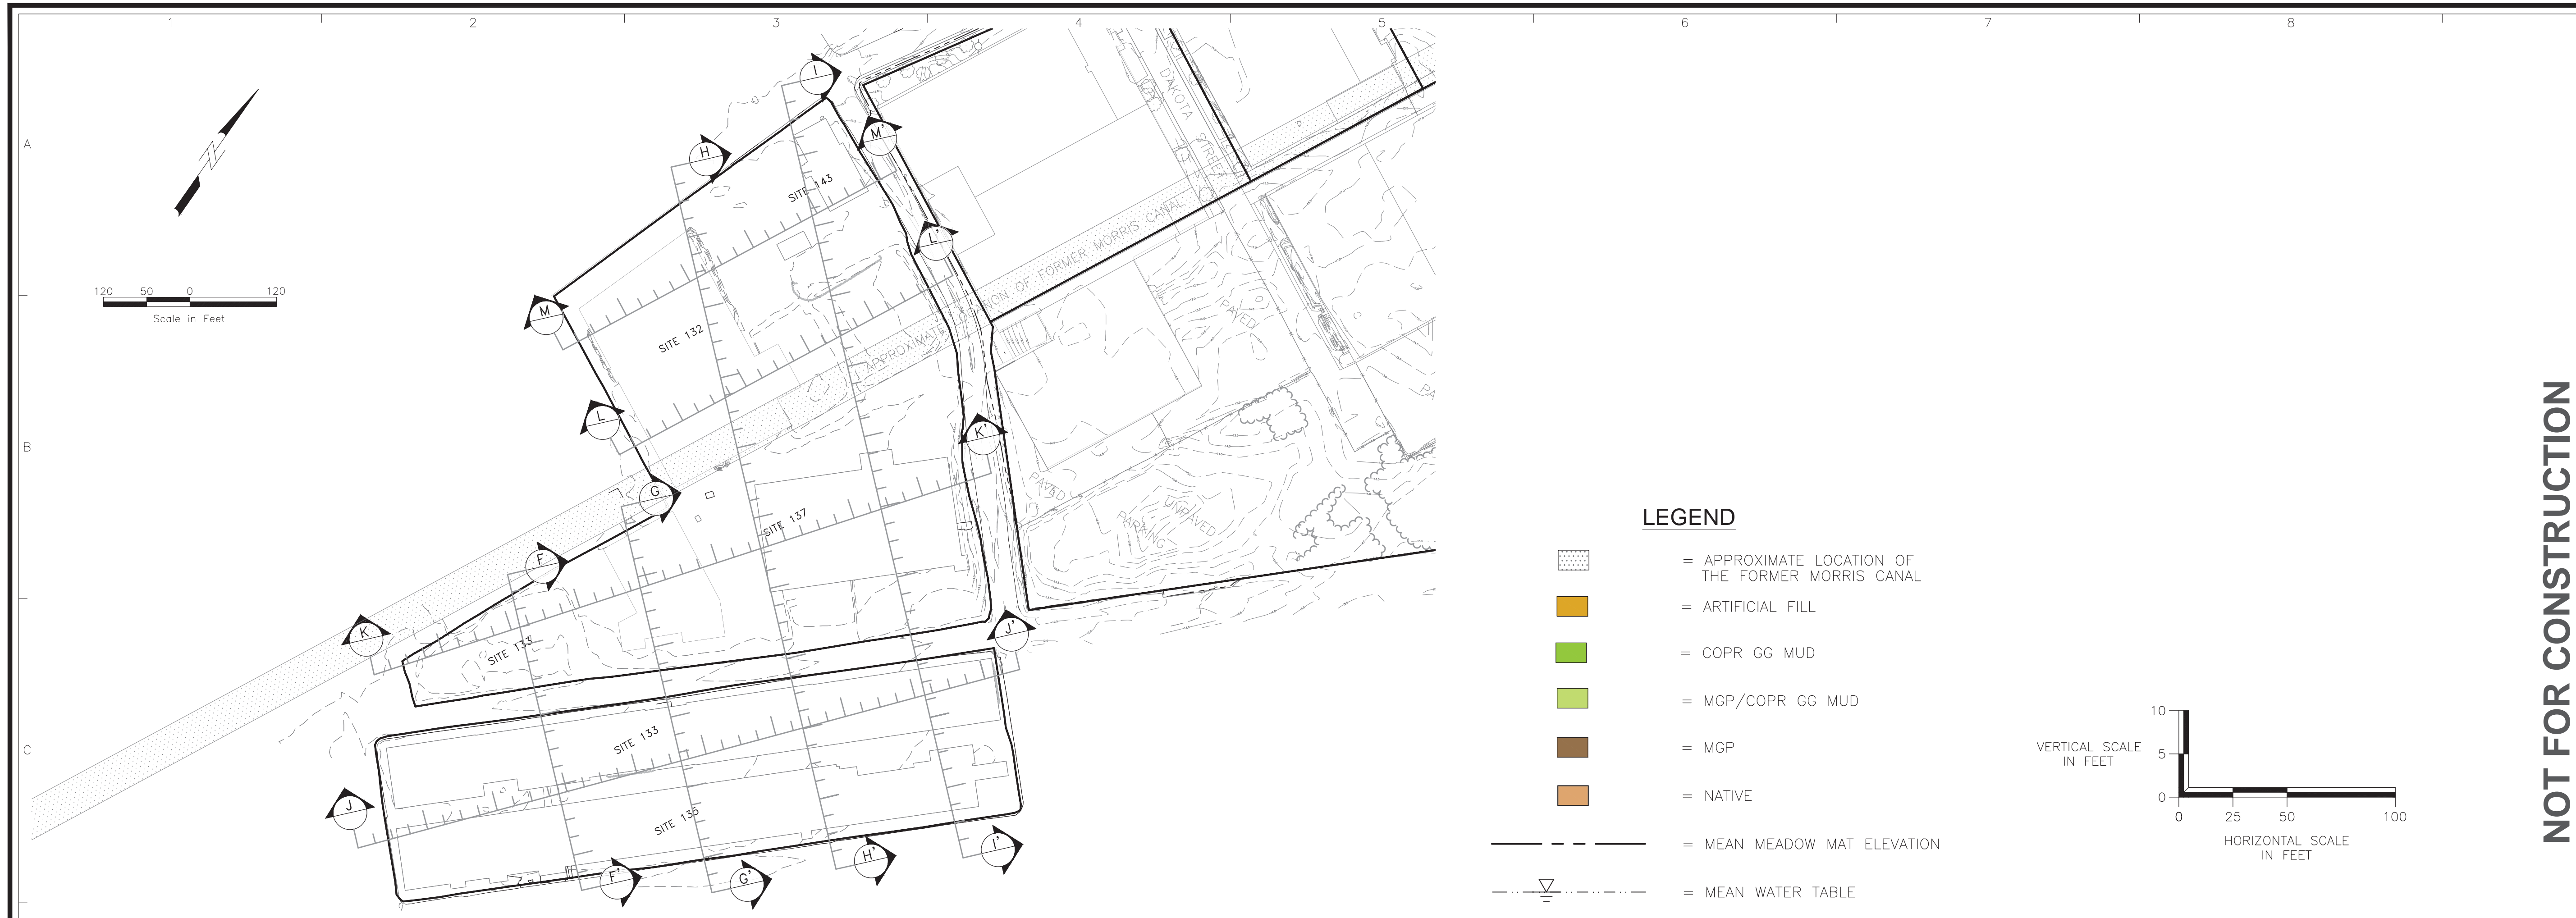 1 2 3 4 5 6 7 8
A
B
C
I
M'
H
DAKOTA STREET
SITE 143
L'
120 50 0 120
Scale in Feet
M
SITE 132
APPROXIMATE LOCATION OF FORMER MORRIS CANAL
PAVED
L
K'
G
PAVED
SITE 137
UNPAVED
PARKING
F
K
J'
SITE 133
SITE 133
J
SITE 135
F'
G'
H'
I'
LEGEND
= APPROXIMATE LOCATION OF
THE FORMER MORRIS CANAL
= ARTIFICIAL FILL
= COPR GG MUD
= MGP/COPR GG MUD
= MGP
= NATIVE
= MEAN MEADOW MAT ELEVATION
= MEAN WATER TABLE
10
5
0
VERTICAL SCALE
IN FEET
0 25 50 100
HORIZONTAL SCALE
IN FEET
NOT FOR CONSTRUCTION